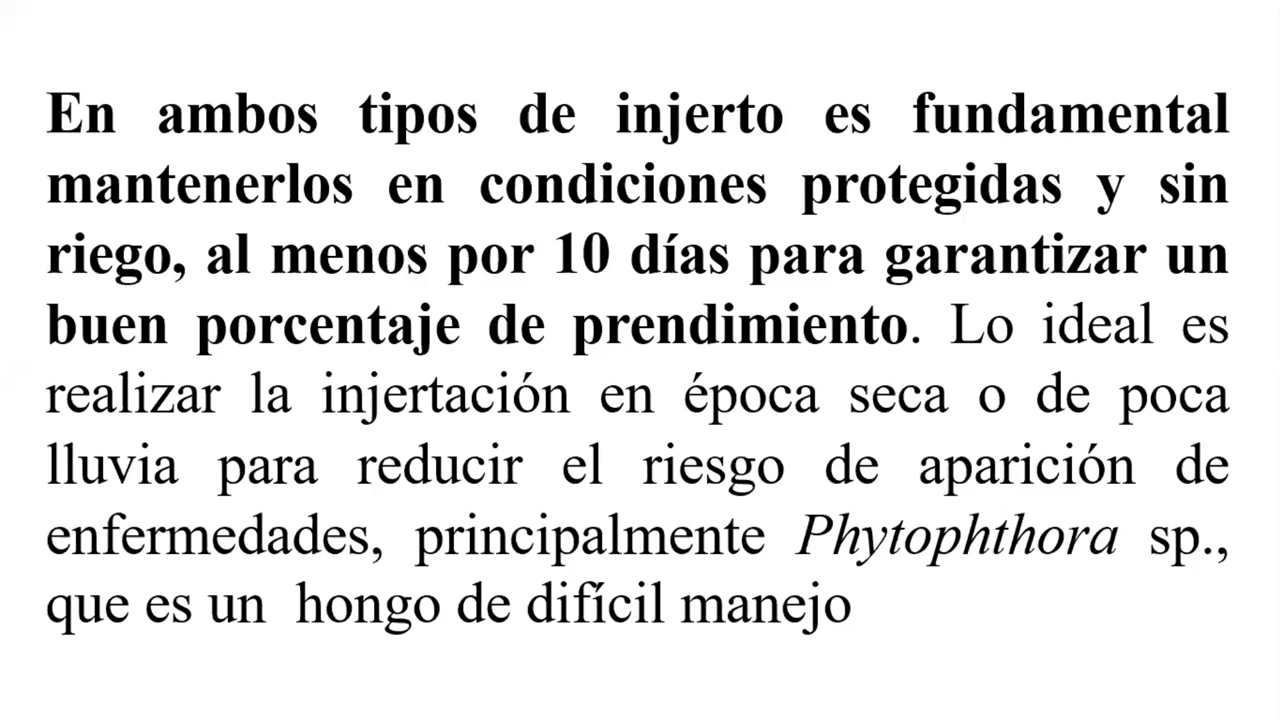 En ambos tipos de injerto es fundamental
mantenerlos en condiciones protegidas y sin
riego, al menos por 10 días para garantizar un
buen porcentaje de prendimiento. Lo ideal es
realizar la injertación en época seca o de poca
lluvia para reducir el riesgo de aparición de
enfermedades, principalmente Phytophthora sp.,
que es un  hongo de difícil manejo